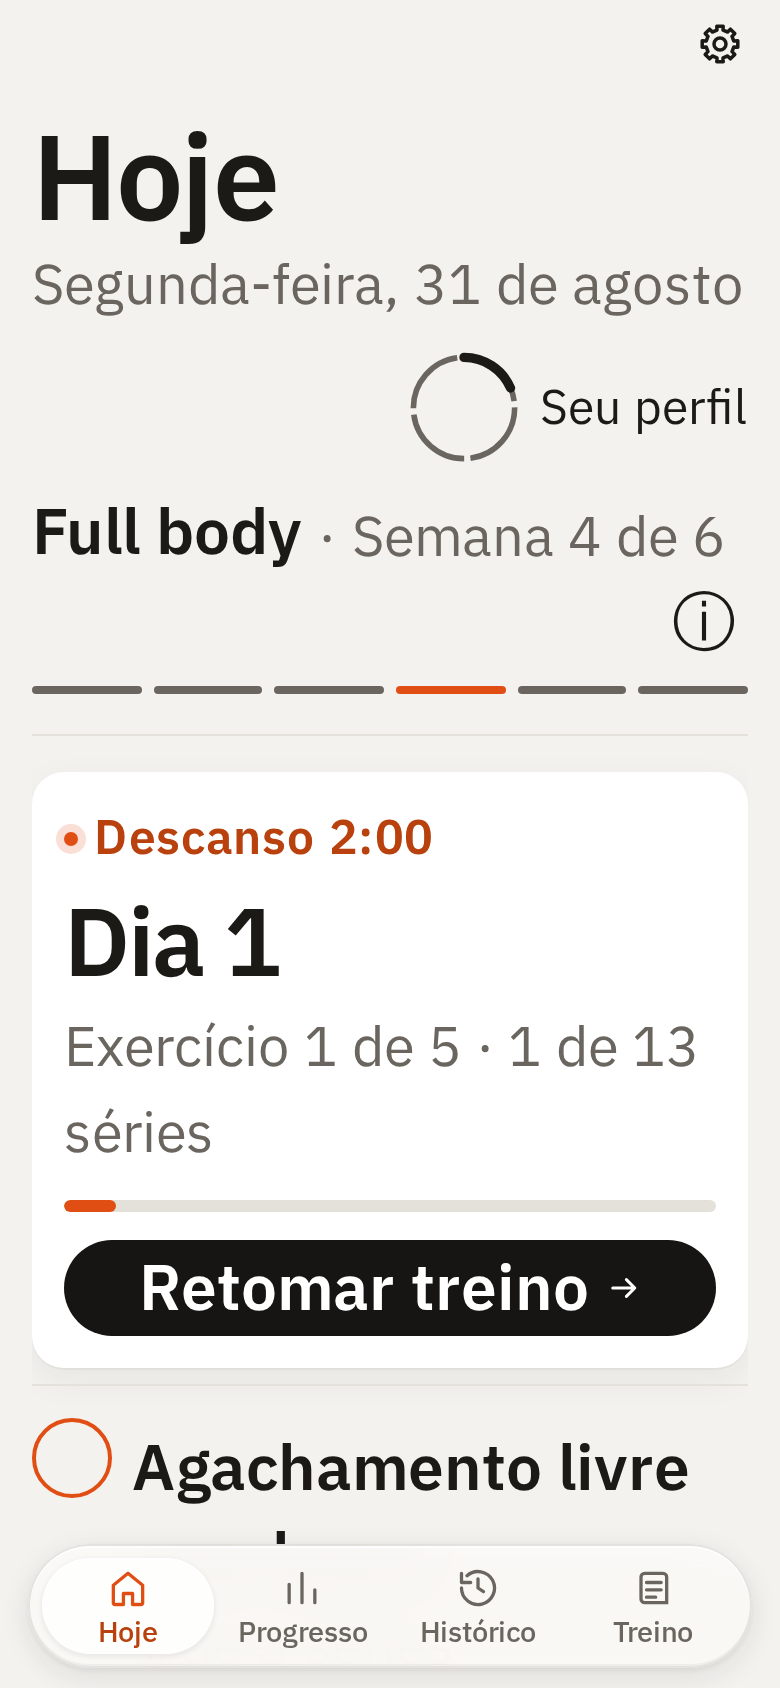 Hoje
Segunda-feira, 31 de agosto
Seu perfil
Full body · Semana 4 de 6
Descanso 2:00
Dia 1
Exercício 1 de 5 · 1 de 13
séries
Retomar treino →
Agachamento livre
Hoje
Progresso
Histórico
Treino